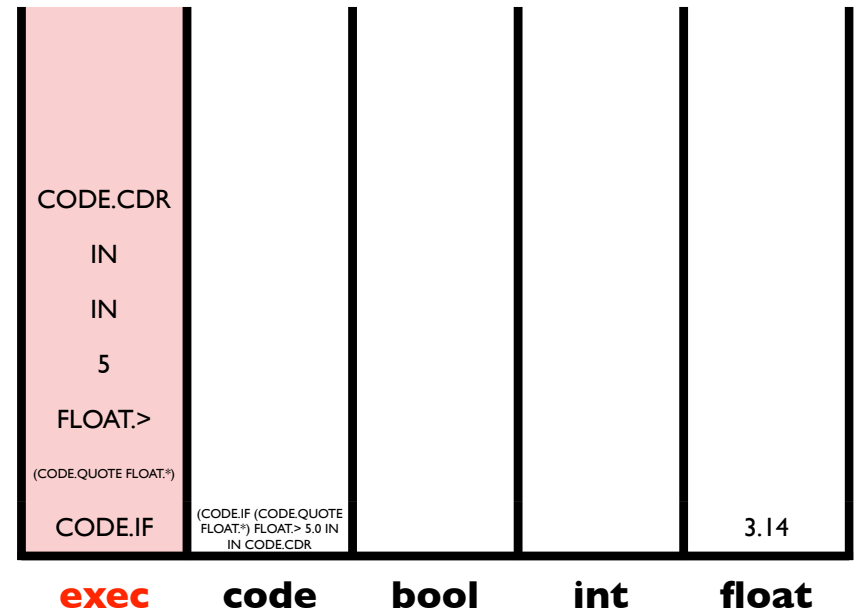 CODE.CDR
IN
IN
5
FLOAT.>
(CODE.QUOTE FLOAT.*)
CODE.IF
(CODE.IF (CODE.QUOTE
FLOAT.*) FLOAT.> 5.0 IN
IN CODE.CDR
3.14
exec code bool int float